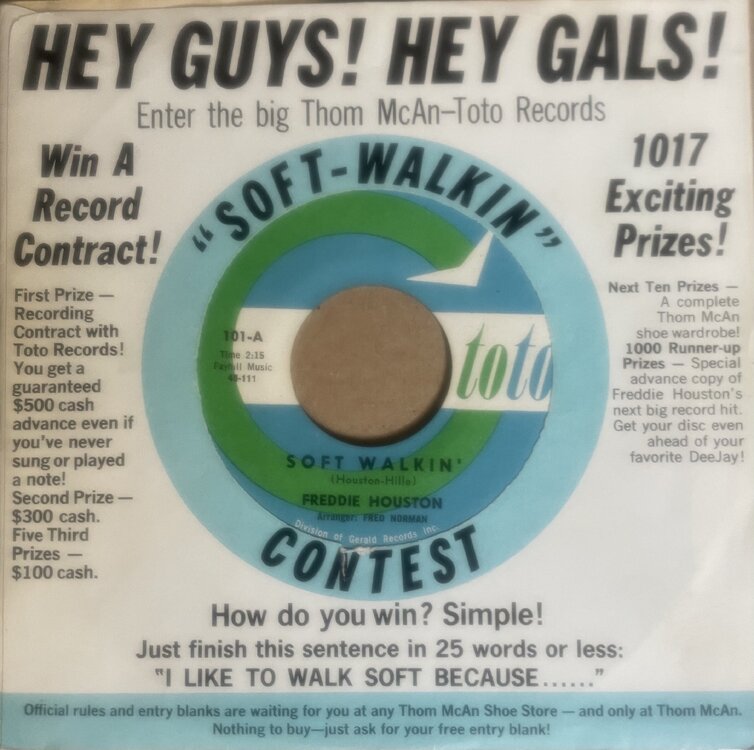 HEY GUYS! HEY GALS!
Enter the big Thom McAn–Toto Records
Win A
Record
Contract!
First Prize —
Recording
Contract with
Toto Records!
You get a
guaranteed
$500 cash
advance even if
you've never
sung or played
a note!
Second Prize —
$300 cash.
Five Third
Prizes —
$100 cash.
"SOFT-WALKIN"
101-A
Time 2:15
Payfill Music
45-111
toto
SOFT WALKIN'
(Houston-Hille)
FREDDIE HOUSTON
Arranger: FRED NORMAN
Division of Gerald Records Inc.
CONTEST
1017
Exciting
Prizes!
Next Ten Prizes —
A complete
Thom McAn
shoe wardrobe!
1000 Runner-up
Prizes — Special
advance copy of
Freddie Houston's
next big record hit.
Get your disc even
ahead of your
favorite DeeJay!
How do you win? Simple!
Just finish this sentence in 25 words or less:
"I LIKE TO WALK SOFT BECAUSE......"
Official rules and entry blanks are waiting for you at any Thom McAn Shoe Store — and only at Thom McAn.
Nothing to buy—just ask for your free entry blank!